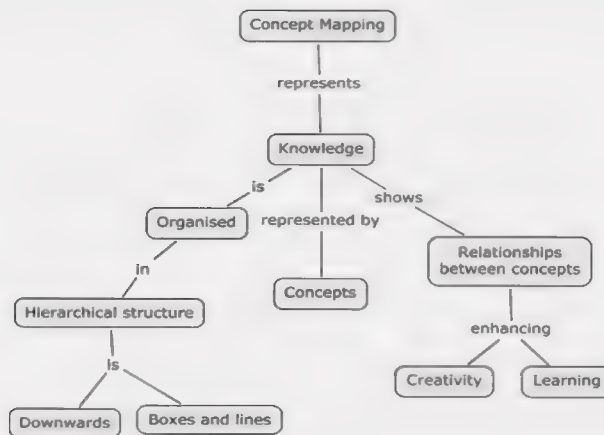 Concept Mapping
represents
Knowledge
is
shows
Organised
represented by
Relationships
between concepts
in
Concepts
Hierarchical structure
enhancing
is
Creativity
Learning
Downwards
Boxes and lines